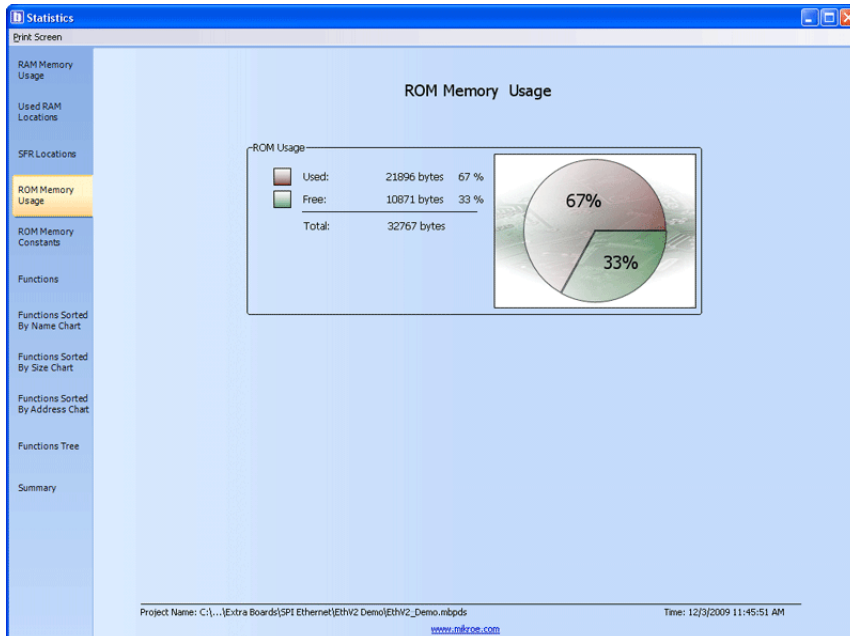 Statistics
Print Screen
RAM Memory
Usage
Used RAM
Locations
SFR Locations
ROM Memory
Usage
ROM Memory
Constants
Functions
Functions Sorted
By Name Chart
Functions Sorted
By Size Chart
Functions Sorted
By Address Chart
Functions Tree
Summary
ROM Memory Usage
ROM Usage
Used: 21896 bytes 67 %
Free: 10871 bytes 33 %
Total: 32767 bytes
67%
33%
Project Name: C:\...\Extra Boards\SPI Ethernet\EthV2 Demo\EthV2_Demo.mbpds
Time: 12/3/2009 11:45:51 AM
www.mikroe.com